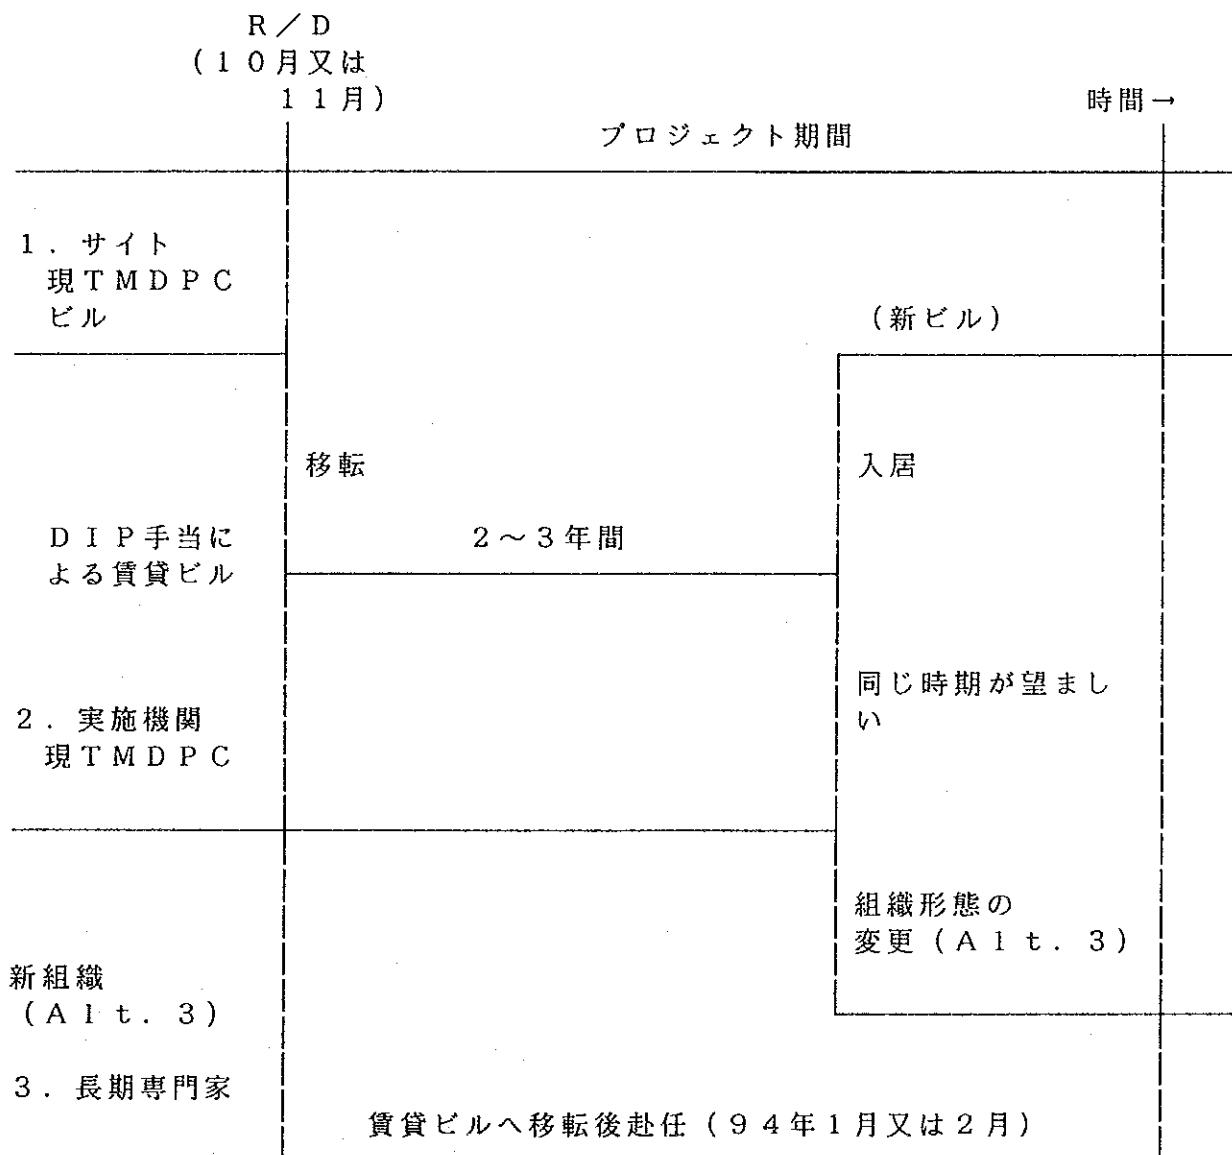 R／D
(10月又は
11月)
時間→
プロジェクト期間
1．サイト
現TMDPC
ビル
(新ビル)
移転
入居
DIP手当に
よる賃貸ビル
2～3年間
同じ時期が望まし
い
2．実施機関
現TMDPC
組織形態の
変更(Alt.3)
新組織
(Alt.3)
3．長期専門家
賃貸ビルへ移転後赴任(94年1月又は2月)